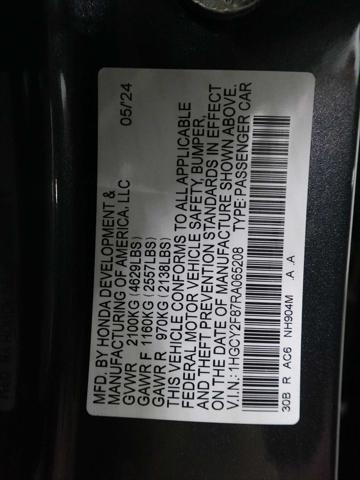 MFD. BY HONDA DEVELOPMENT & 05/24
MANUFACTURING OF AMERICA, LLC
GVWR 2100KG (4629LBS)
GAWR F 1160KG (2557LBS)
GAWR R 970KG (2138LBS)
THIS VEHICLE CONFORMS TO ALL APPLICABLE
FEDERAL MOTOR VEHICLE SAFETY, BUMPER,
AND THEFT PREVENTION STANDARDS IN EFFECT
ON THE DATE OF MANUFACTURE SHOWN ABOVE.
V.I.N.: 1HGCY2F87RA065208 TYPE: PASSENGER CAR
30B R AC6 NH904M .A .A